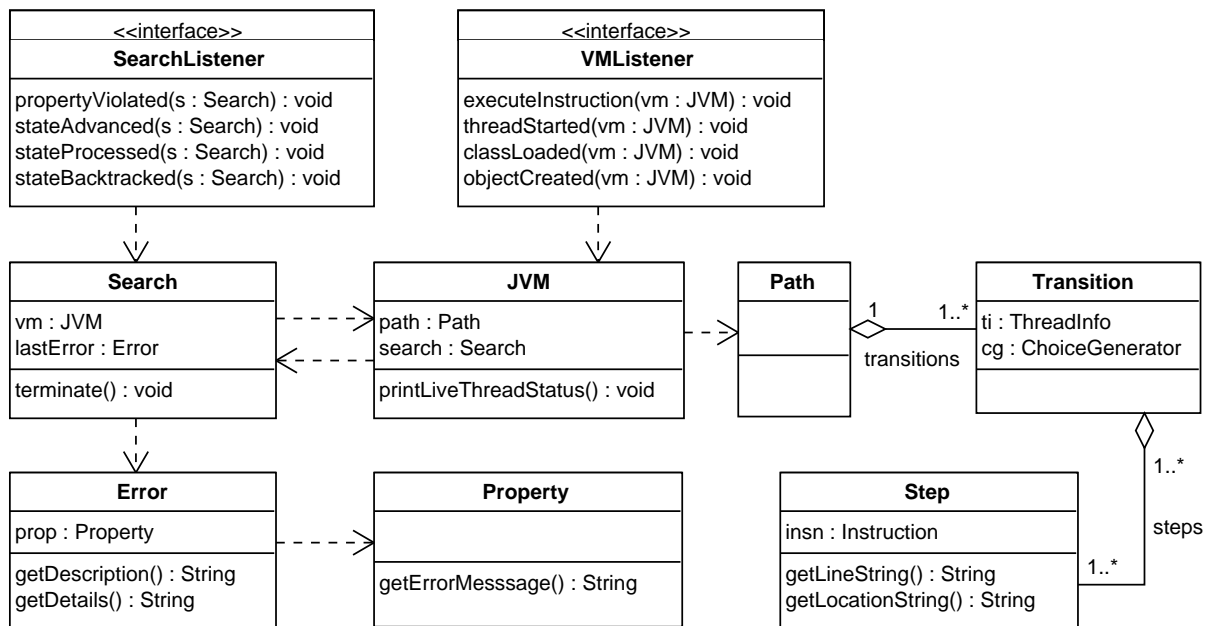 <<interface>>
SearchListener
propertyViolated(s : Search) : void
stateAdvanced(s : Search) : void
stateProcessed(s : Search) : void
stateBacktracked(s : Search) : void
<<interface>>
VMListener
executeInstruction(vm : JVM) : void
threadStarted(vm : JVM) : void
classLoaded(vm : JVM) : void
objectCreated(vm : JVM) : void
Search
vm : JVM
lastError : Error
terminate() : void
JVM
path : Path
search : Search
printLiveThreadStatus() : void
Path
1
1..*
transitions
Transition
ti : ThreadInfo
cg : ChoiceGenerator
Error
prop : Property
getDescription() : String
getDetails() : String
Property
getErrorMesssage() : String
Step
insn : Instruction
getLineString() : String
getLocationString() : String
1..*
steps
1..*